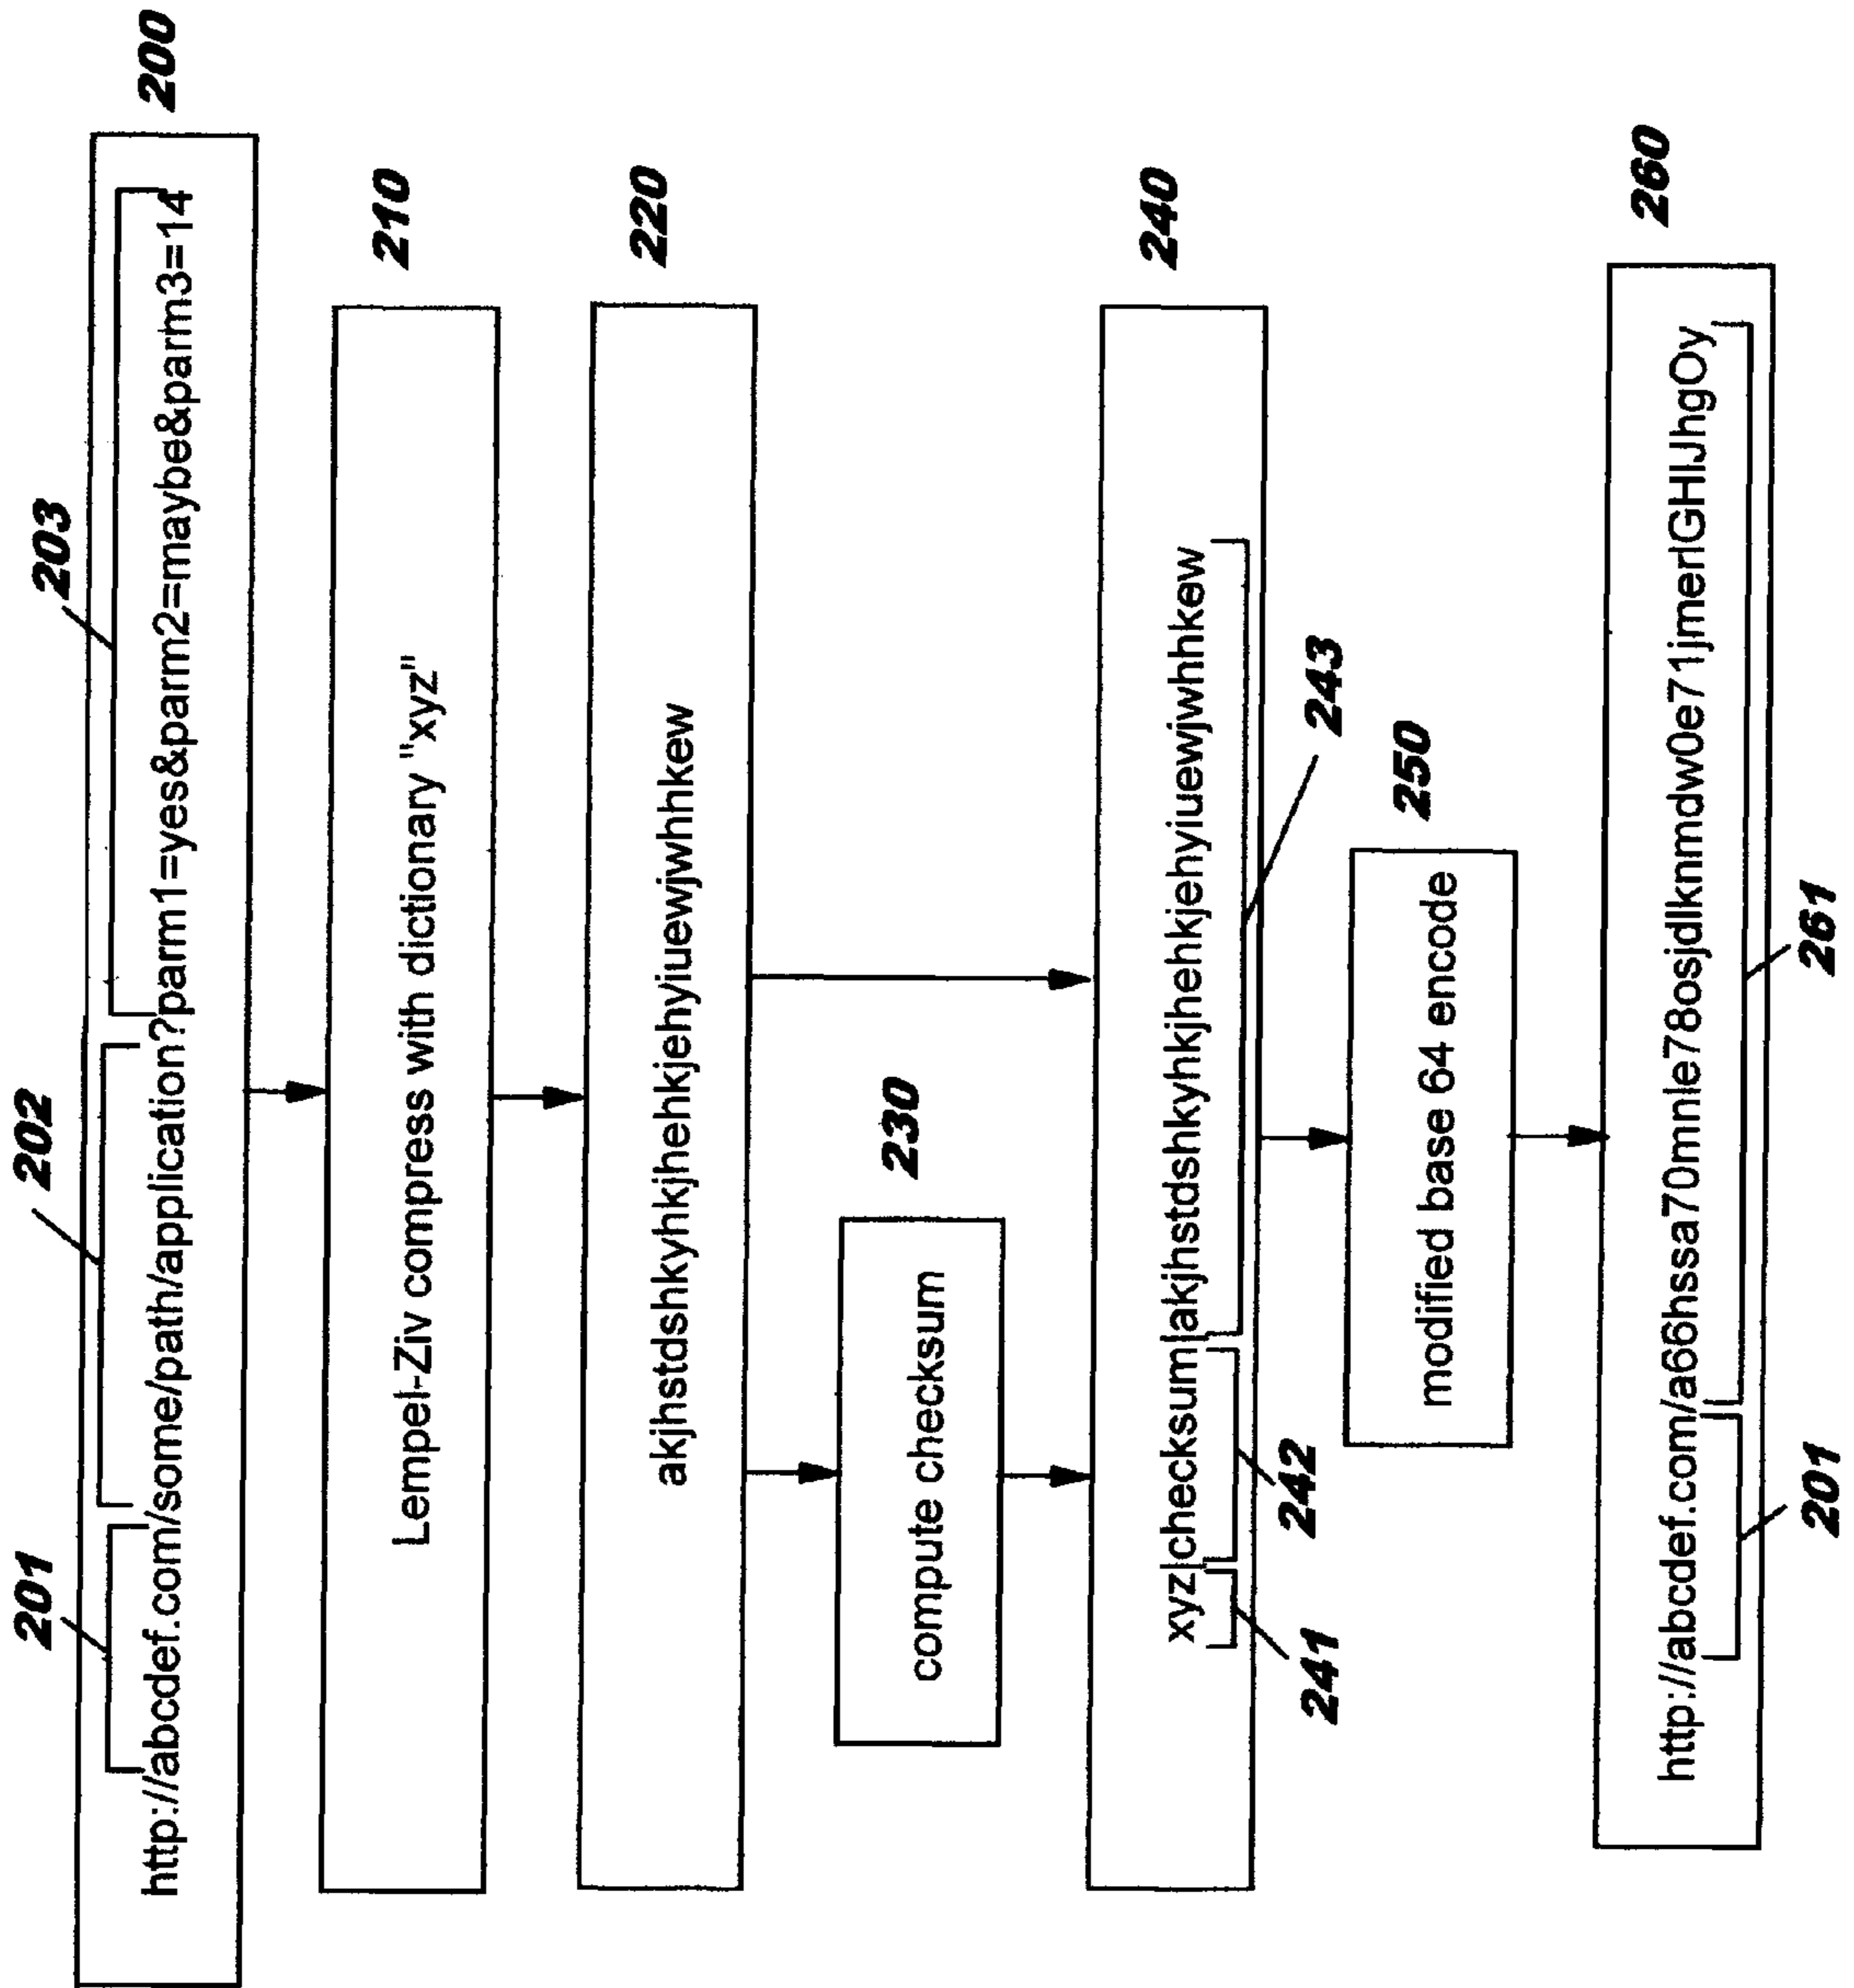 201
202
203
200
http://abcdef.com/some/path/application?parm1=yes&parm2=maybe&parm3=14
210
Lempel-Ziv compress with dictionary "xyz"
220
akjhstdshkyhkjhehkjehyiuewjwhhkew
230
compute checksum
240
xyz|checksum|akjhstdshkyhkjhehkjehyiuewjwhhkew
241
242
243
250
modified base 64 encode
260
http://abcdef.com/a66hssa70mnle78osjdlknmdw0e71jmerIGHIJhgOy
201
261